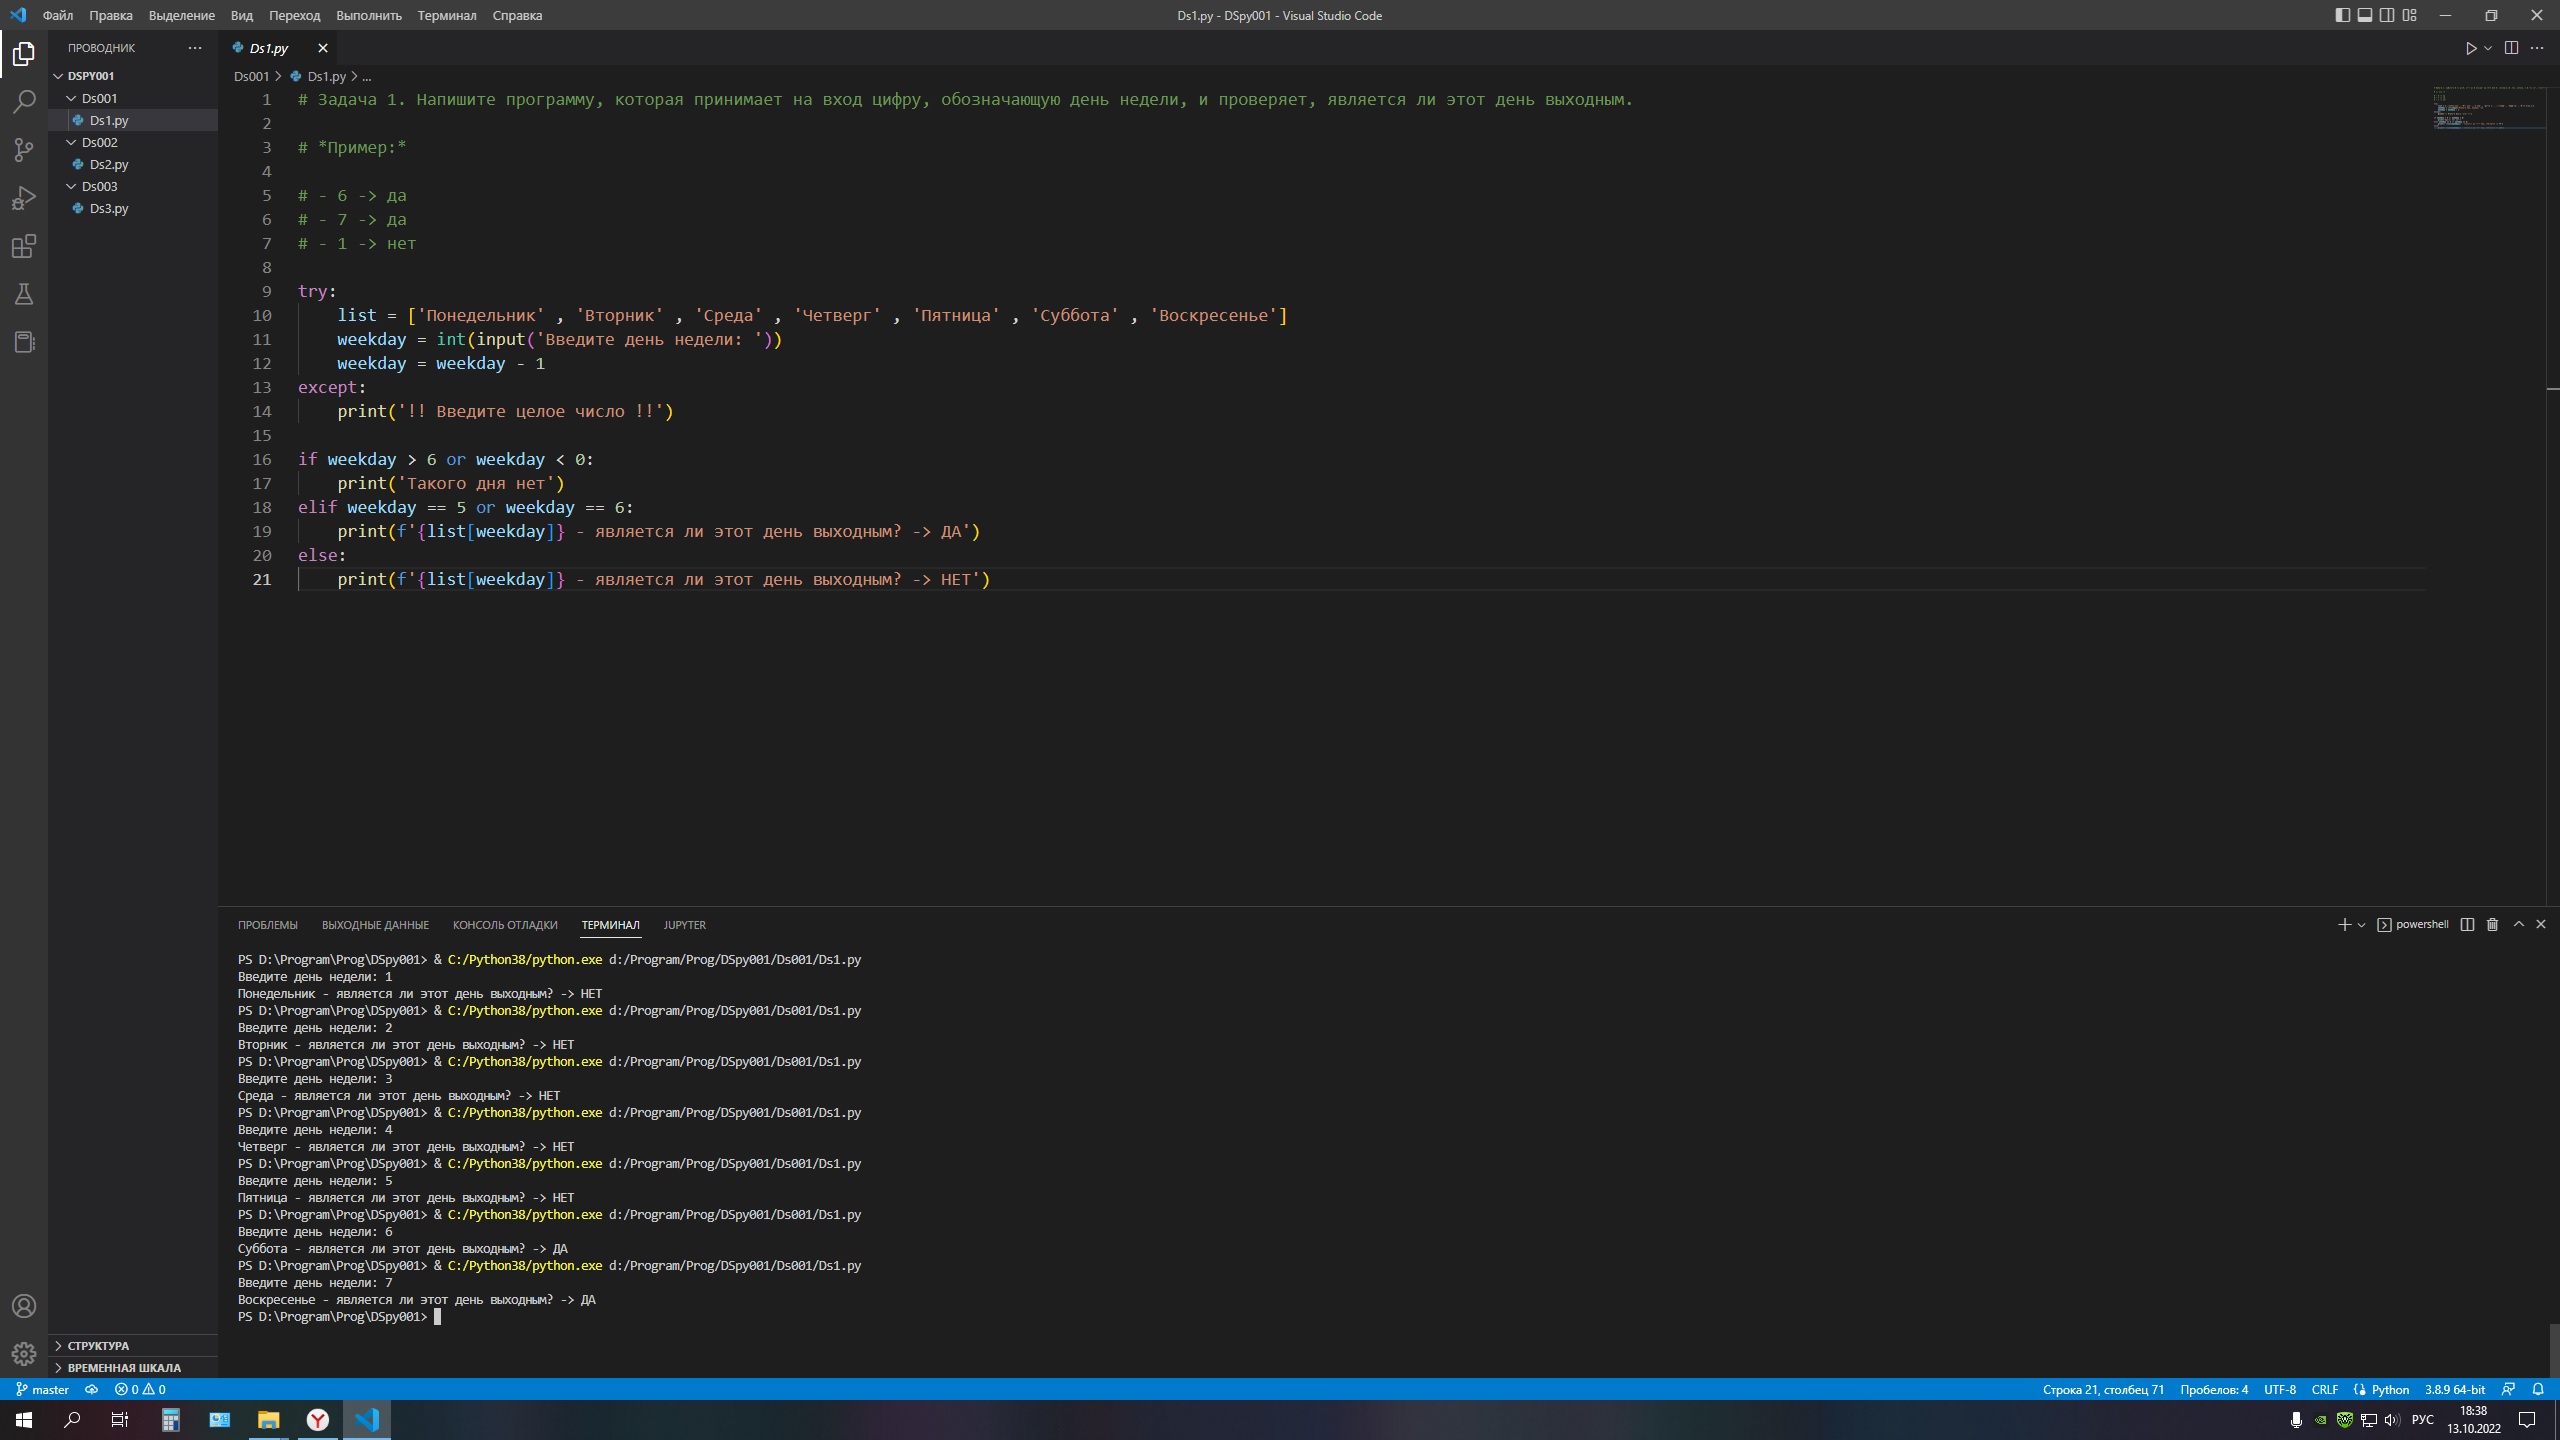 Файл Правка Выделение Вид Переход Выполнить Терминал Справка
Ds1.py - DSpy001 - Visual Studio Code
ПРОВОДНИК
DSPY001
Ds001
Ds1.py
Ds002
Ds2.py
Ds003
Ds3.py
Ds1.py
Ds001 > Ds1.py > ...
1 # Задача 1. Напишите программу, которая принимает на вход цифру, обозначающую день недели, и проверяет, является ли этот день выходным.
2
3 # *Пример:*
4
5 # - 6 -> да
6 # - 7 -> да
7 # - 1 -> нет
8
9 try:
10 list = ['Понедельник' , 'Вторник' , 'Среда' , 'Четверг' , 'Пятница' , 'Суббота' , 'Воскресенье']
11 weekday = int(input('Введите день недели: '))
12 weekday = weekday - 1
13 except:
14 print('!! Введите целое число !!')
15
16 if weekday > 6 or weekday < 0:
17 print('Такого дня нет')
18 elif weekday == 5 or weekday == 6:
19 print(f'{list[weekday]} - является ли этот день выходным? -> ДА')
20 else:
21 print(f'{list[weekday]} - является ли этот день выходным? -> НЕТ')
ПРОБЛЕМЫ ВЫХОДНЫЕ ДАННЫЕ КОНСОЛЬ ОТЛАДКИ ТЕРМИНАЛ JUPYTER
powershell
PS D:\Program\Prog\DSpy001> & C:/Python38/python.exe d:/Program/Prog/DSpy001/Ds001/Ds1.py
Введите день недели: 1
Понедельник - является ли этот день выходным? -> НЕТ
PS D:\Program\Prog\DSpy001> & C:/Python38/python.exe d:/Program/Prog/DSpy001/Ds001/Ds1.py
Введите день недели: 2
Вторник - является ли этот день выходным? -> НЕТ
PS D:\Program\Prog\DSpy001> & C:/Python38/python.exe d:/Program/Prog/DSpy001/Ds001/Ds1.py
Введите день недели: 3
Среда - является ли этот день выходным? -> НЕТ
PS D:\Program\Prog\DSpy001> & C:/Python38/python.exe d:/Program/Prog/DSpy001/Ds001/Ds1.py
Введите день недели: 4
Четверг - является ли этот день выходным? -> НЕТ
PS D:\Program\Prog\DSpy001> & C:/Python38/python.exe d:/Program/Prog/DSpy001/Ds001/Ds1.py
Введите день недели: 5
Пятница - является ли этот день выходным? -> НЕТ
PS D:\Program\Prog\DSpy001> & C:/Python38/python.exe d:/Program/Prog/DSpy001/Ds001/Ds1.py
Введите день недели: 6
Суббота - является ли этот день выходным? -> ДА
PS D:\Program\Prog\DSpy001> & C:/Python38/python.exe d:/Program/Prog/DSpy001/Ds001/Ds1.py
Введите день недели: 7
Воскресенье - является ли этот день выходным? -> ДА
PS D:\Program\Prog\DSpy001>
СТРУКТУРА
ВРЕМЕННАЯ ШКАЛА
master 0 0
Строка 21, столбец 71 Пробелов: 4 UTF-8 CRLF Python 3.8.9 64-bit
РУС
18:38
13.10.2022